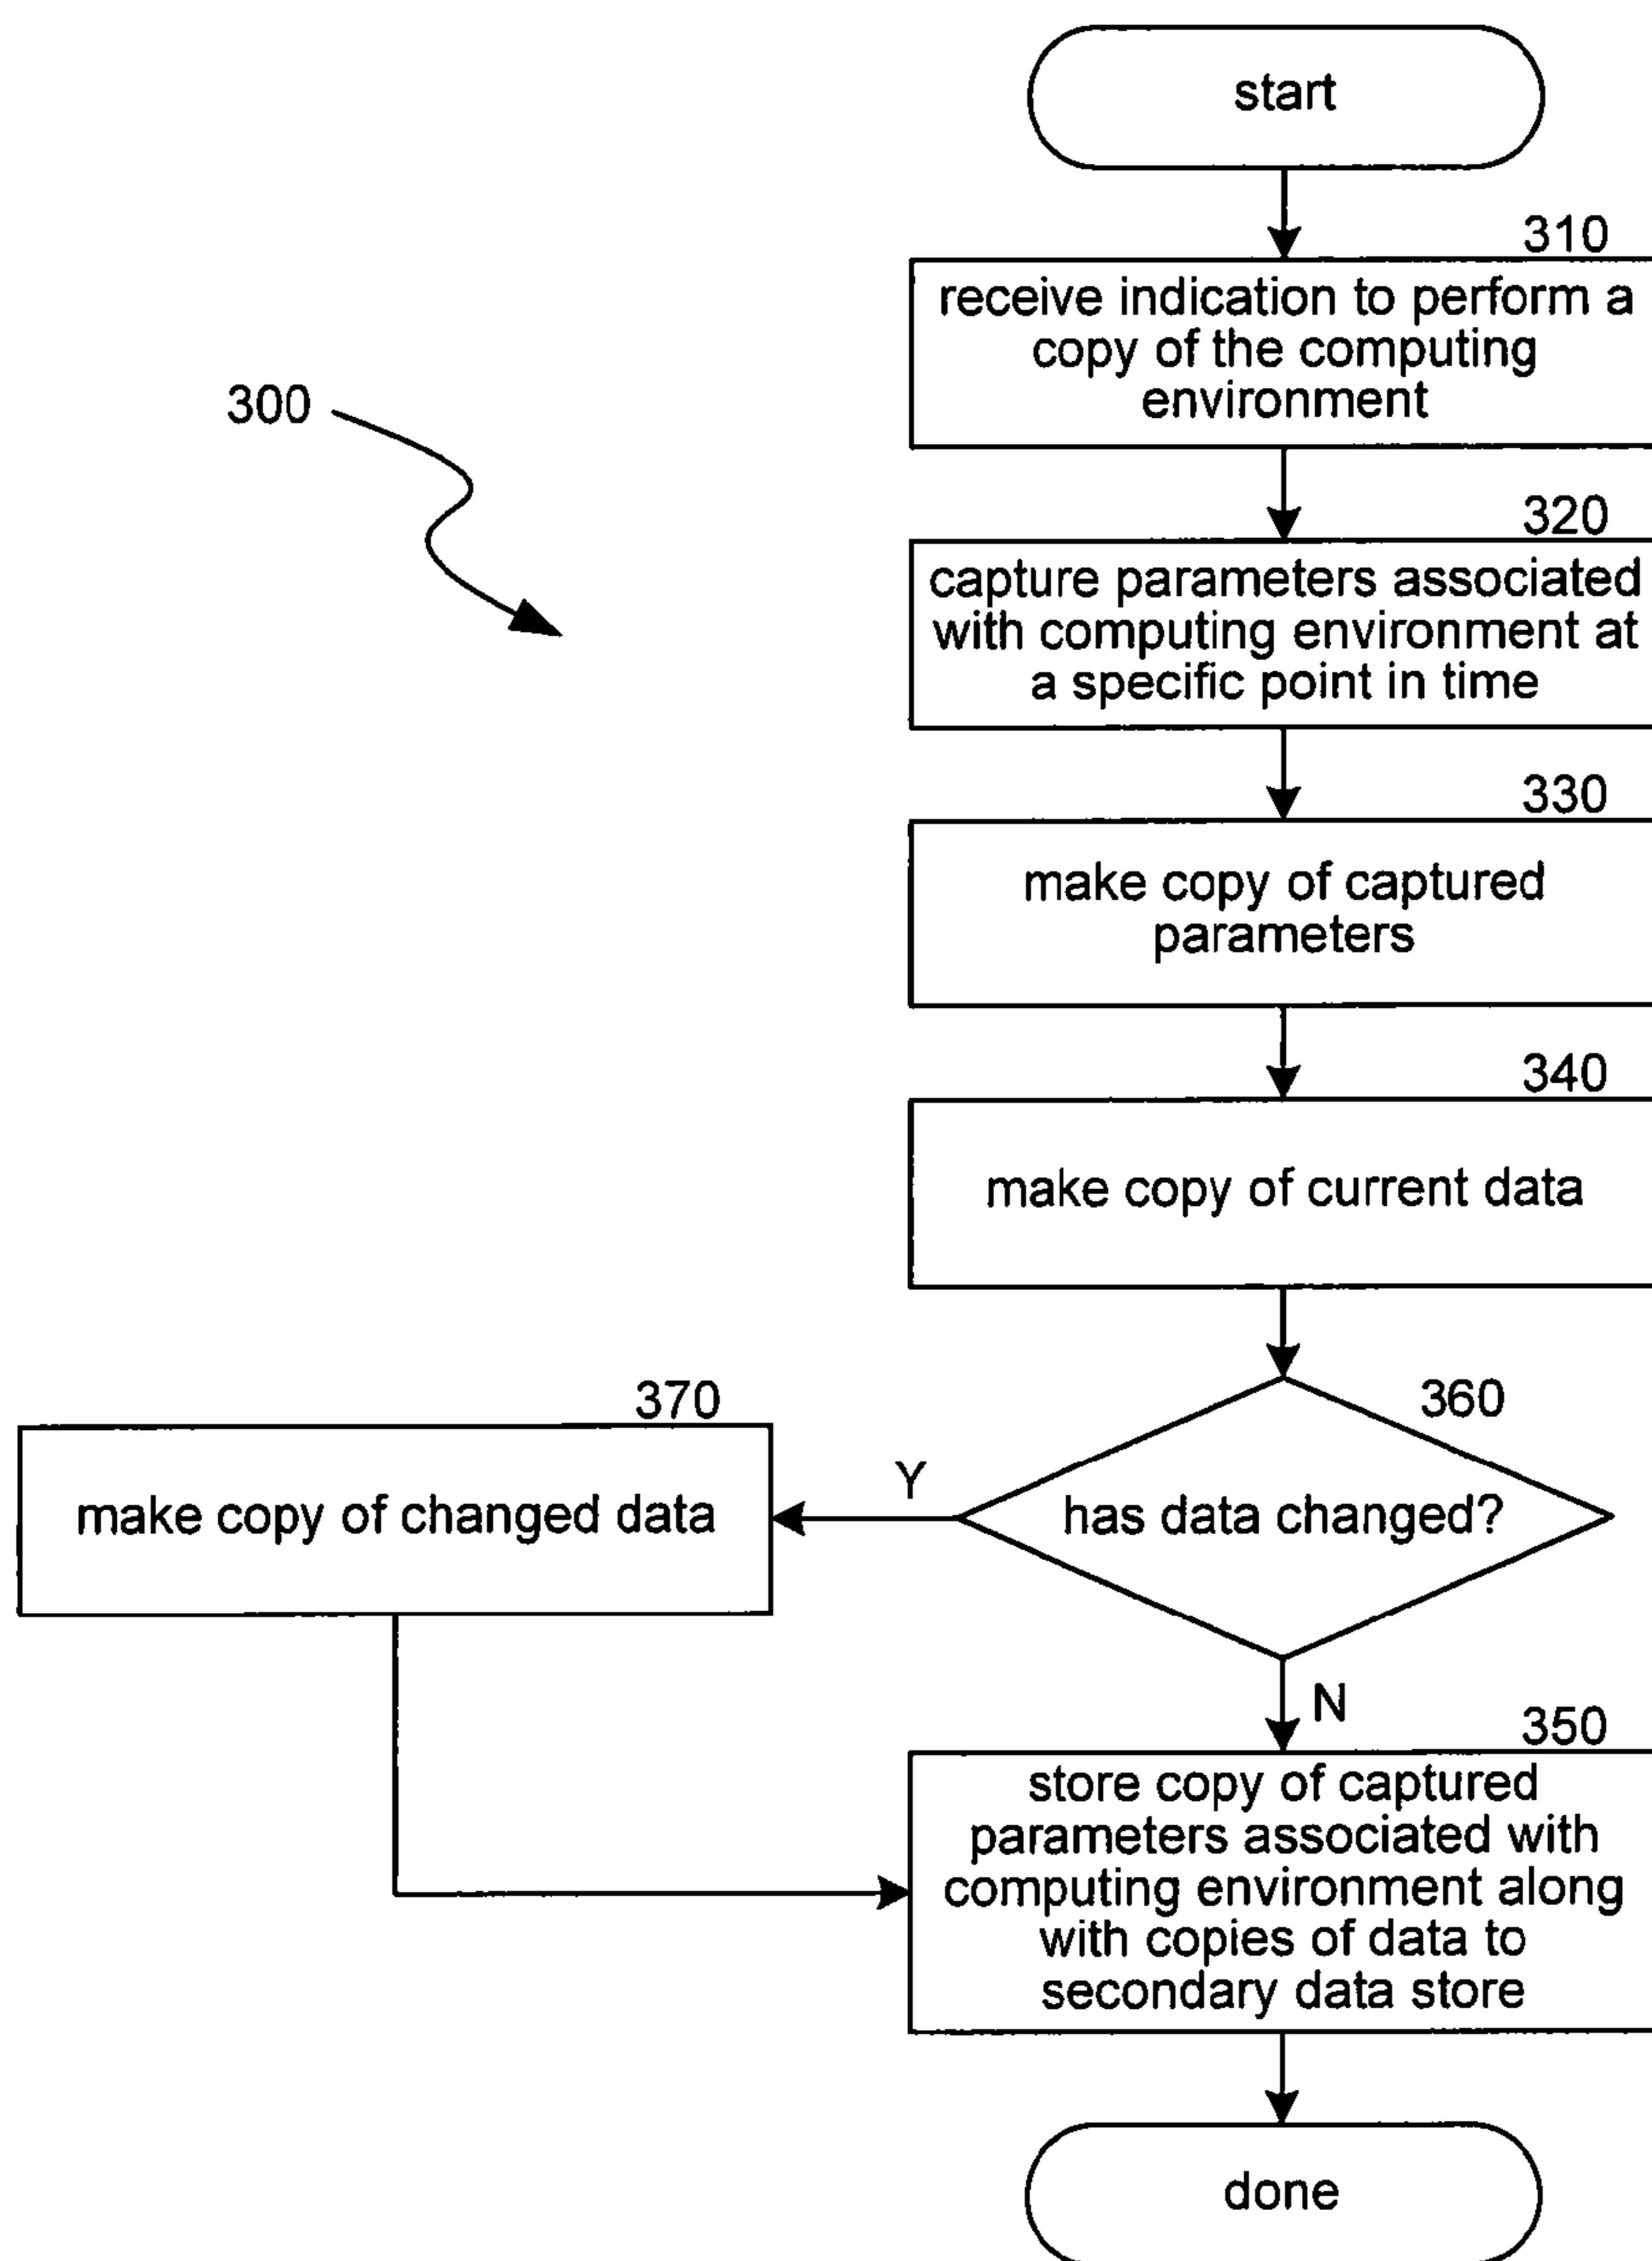 start
310
receive indication to perform a
copy of the computing
environment
300
320
capture parameters associated
with computing environment at
a specific point in time
330
make copy of captured
parameters
340
make copy of current data
360
has data changed?
Y
370
make copy of changed data
N
350
store copy of captured
parameters associated with
computing environment along
with copies of data to
secondary data store
done